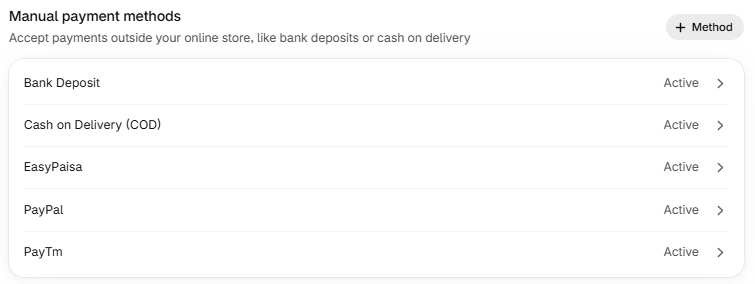 Manual payment methods
Accept payments outside your online store, like bank deposits or cash on delivery
+ Method
Bank Deposit Active
Cash on Delivery (COD) Active
EasyPaisa Active
PayPal Active
PayTm Active